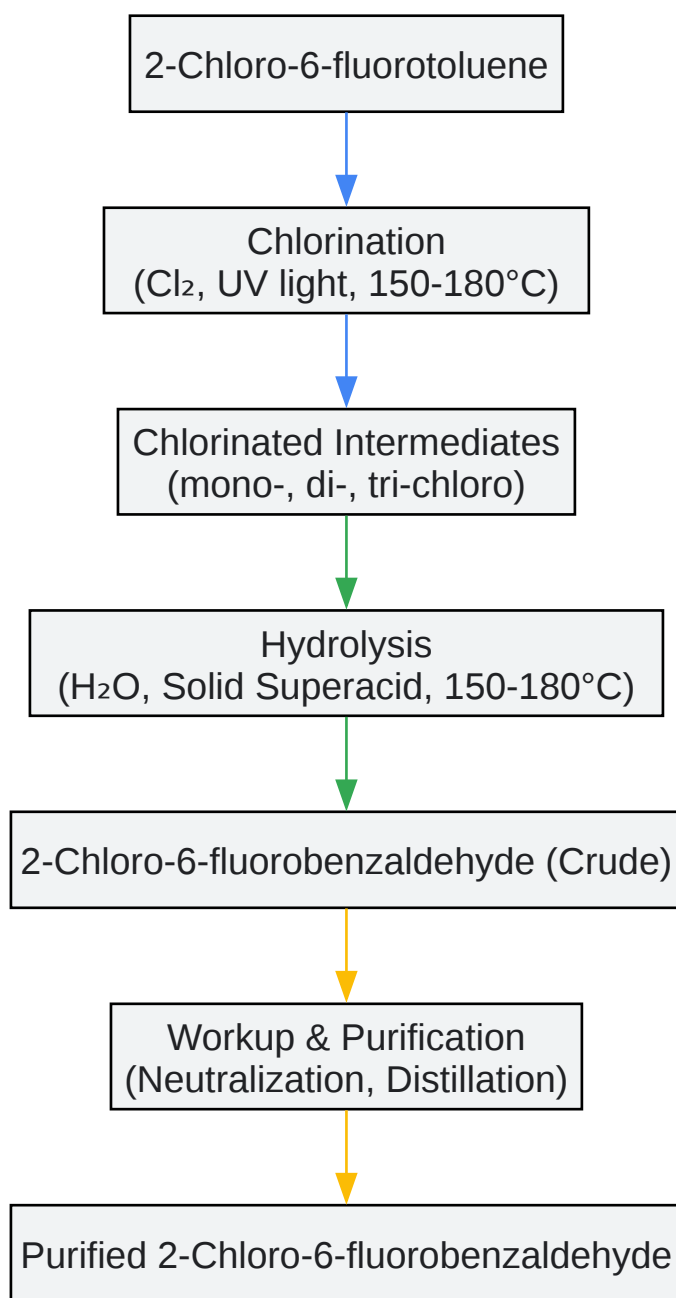 2-Chloro-6-fluorotoluene
Chlorination
(Cl₂, UV light, 150-180°C)
Chlorinated Intermediates
(mono-, di-, tri-chloro)
Hydrolysis
(H₂O, Solid Superacid, 150-180°C)
2-Chloro-6-fluorobenzaldehyde (Crude)
Workup & Purification
(Neutralization, Distillation)
Purified 2-Chloro-6-fluorobenzaldehyde